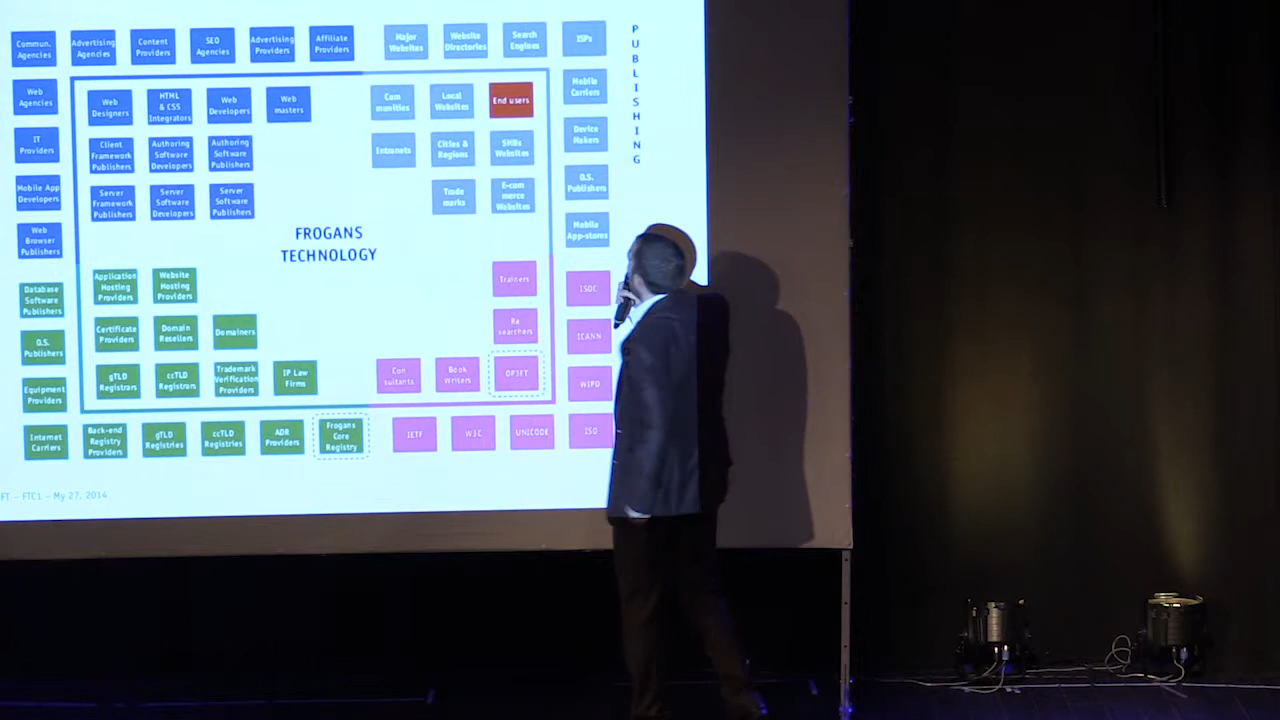 Commun.
Agencies
Advertising
Agencies
Content
Providers
SEO
Agencies
Advertising
Providers
Affiliate
Providers
Major
Websites
Website
Directories
Search
Engines
ISPs
PUBLISHING
Web
Agencies
Web
Designers
HTML
& CSS
Integrators
Web
Developers
Web
masters
Com
munities
Local
Websites
End users
Mobile
Carriers
IT
Providers
Client
Framework
Publishers
Authoring
Software
Developers
Authoring
Software
Publishers
Intranets
Cities &
Regions
SMBs
Websites
Device
Makers
Mobile App
Developers
Server
Framework
Publishers
Server
Software
Developers
Server
Software
Publishers
Trade
marks
E-com
merce
Websites
O.S.
Publishers
Web
Browser
Publishers
FROGANS
TECHNOLOGY
Mobile
App-stores
Database
Software
Publishers
Application
Hosting
Providers
Website
Hosting
Providers
Trainers
ISOC
O.S.
Publishers
Certificate
Providers
Domain
Resellers
Domainers
Re
searchers
ICANN
Equipment
Providers
gTLD
Registrars
ccTLD
Registrars
Trademark
Verification
Providers
IP Law
Firms
Con
sultants
Book
Writers
OP3FT
WIPO
Internet
Carriers
Back-end
Registry
Providers
gTLD
Registries
ccTLD
Registries
ADR
Providers
Frogans
Core
Registry
IETF
W3C
UNICODE
ISO
FT – FTC1 – My 27, 2014